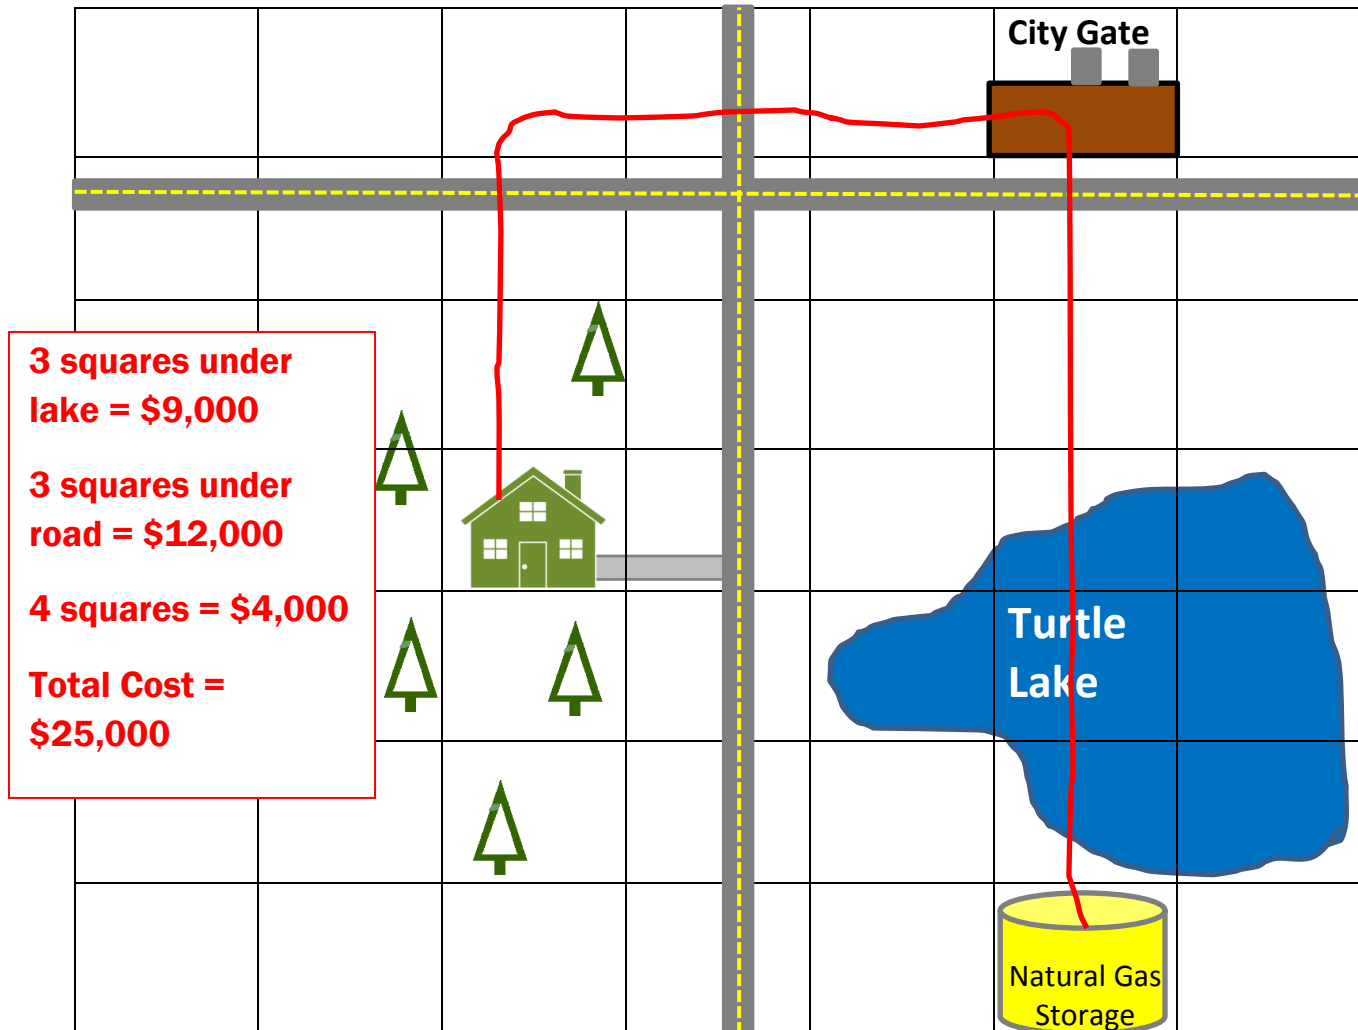 City Gate
3 squares under
lake = $9,000
3 squares under
road = $12,000
4 squares = $4,000
Total Cost =
$25,000
Turtle
Lake
Natural Gas
Storage